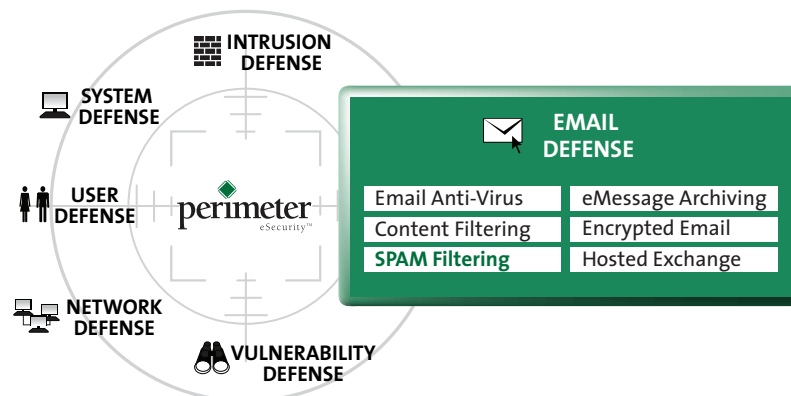 INTRUSION
DEFENSE
SYSTEM
DEFENSE
USER
DEFENSE
NETWORK
DEFENSE
VULNERABILITY
DEFENSE
perimeter
eSecurity™
EMAIL
DEFENSE
Email Anti-Virus
eMessage Archiving
Content Filtering
Encrypted Email
SPAM Filtering
Hosted Exchange